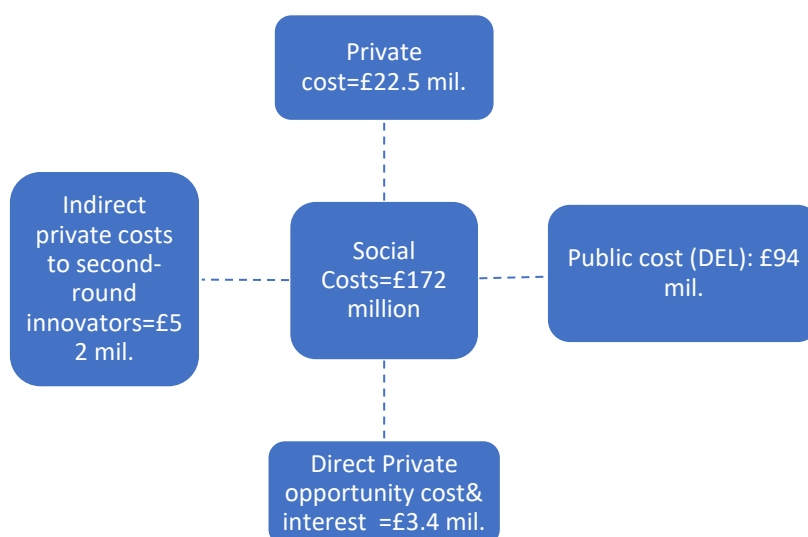 Private
cost=£22.5 mil.
Indirect
private costs
to second-
round
innovators=£5
2 mil.
Social
Costs=£172
million
Public cost (DEL): £94
mil.
Direct Private
opportunity cost&
interest  =£3.4 mil.